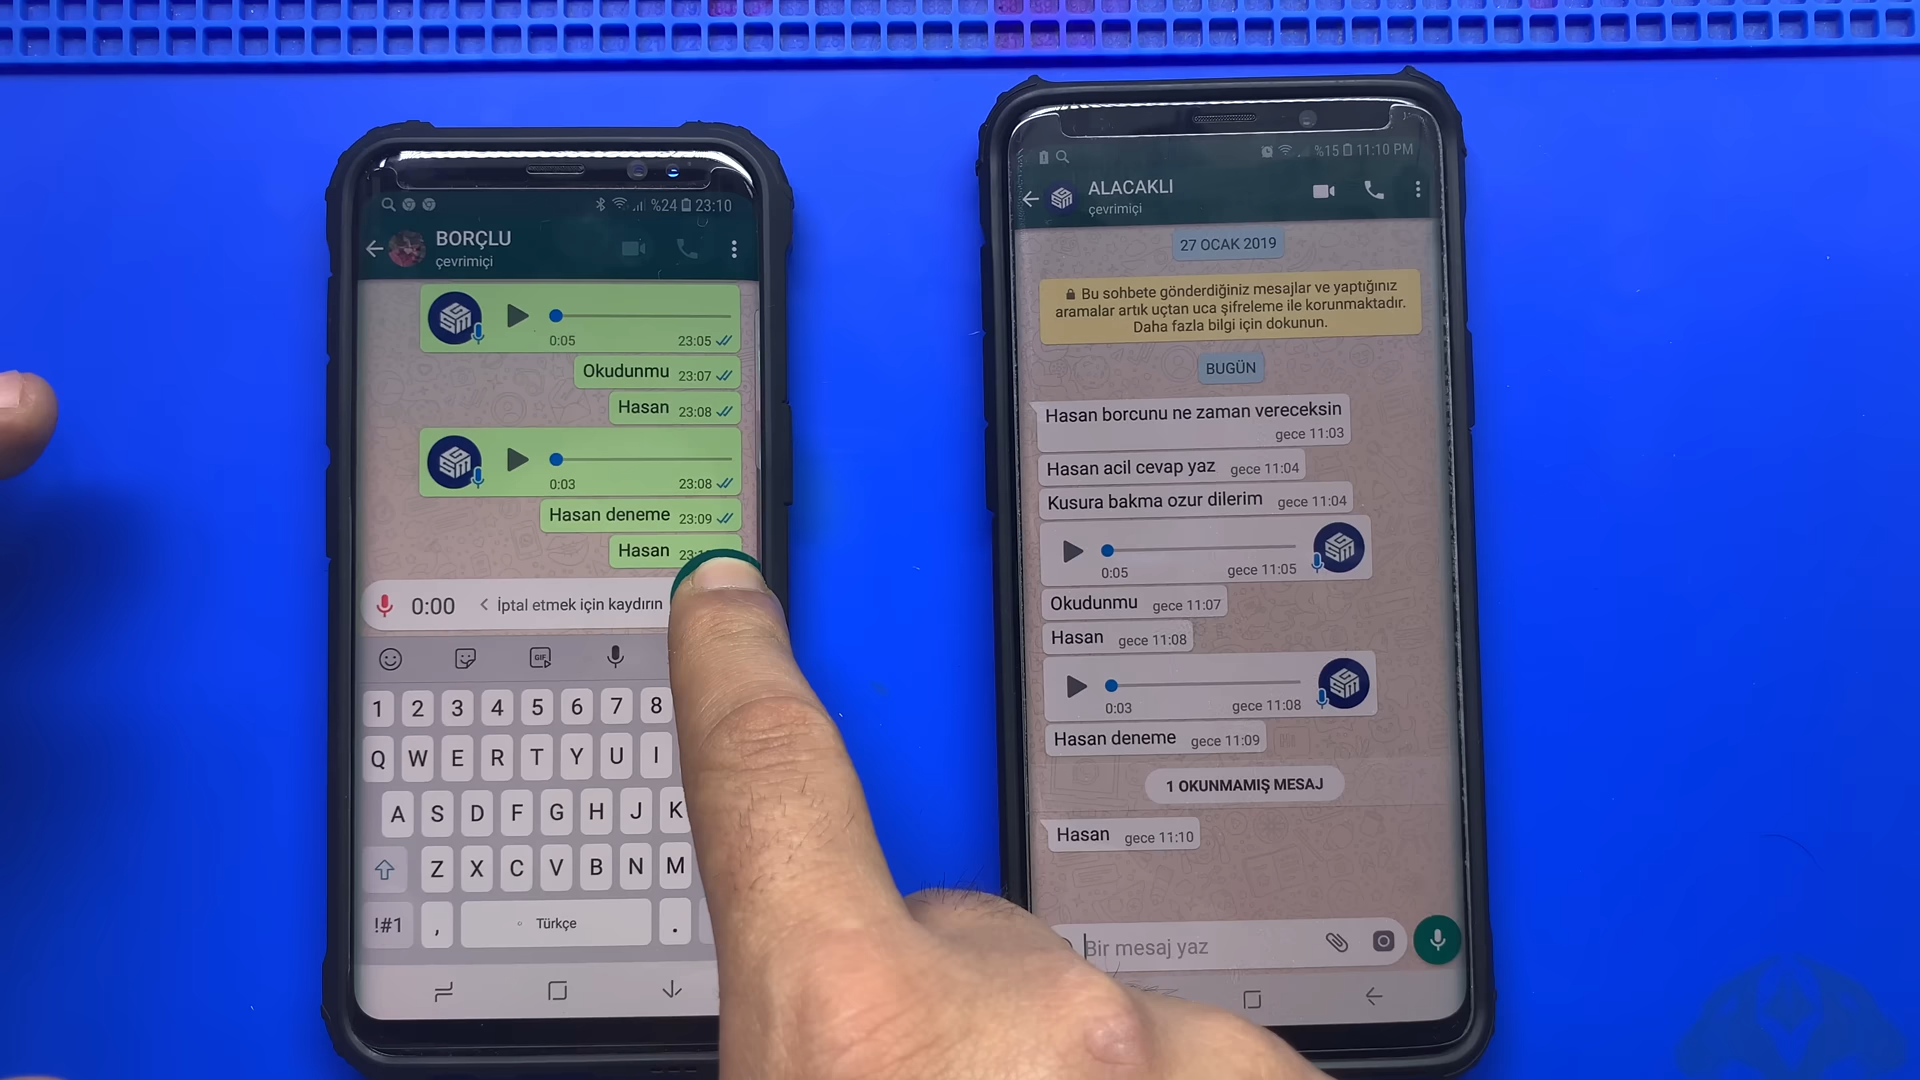 %24 23:10
BORÇLU
çevrimiçi
0:05 23:05
Okudunmu 23:07
Hasan 23:08
0:03 23:08
Hasan deneme 23:09
Hasan
0:00 < İptal etmek için kaydırın
GIF
1 2 3 4 5 6 7 8
Q W E R T Y U I
A S D F G H J K
Z X C V B N M
!#1 , Türkçe .
%15 11:10 PM
ALACAKLI
çevrimiçi
27 OCAK 2019
Bu sohbete gönderdiğiniz mesajlar ve yaptığınız
aramalar artık uçtan uca şifreleme ile korunmaktadır.
Daha fazla bilgi için dokunun.
BUGÜN
Hasan borcunu ne zaman vereceksin
gece 11:03
Hasan acil cevap yaz gece 11:04
Kusura bakma ozur dilerim gece 11:04
0:05 gece 11:05
Okudunmu gece 11:07
Hasan gece 11:08
0:03 gece 11:08
Hasan deneme gece 11:09
1 OKUNMAMIŞ MESAJ
Hasan gece 11:10
Bir mesaj yaz